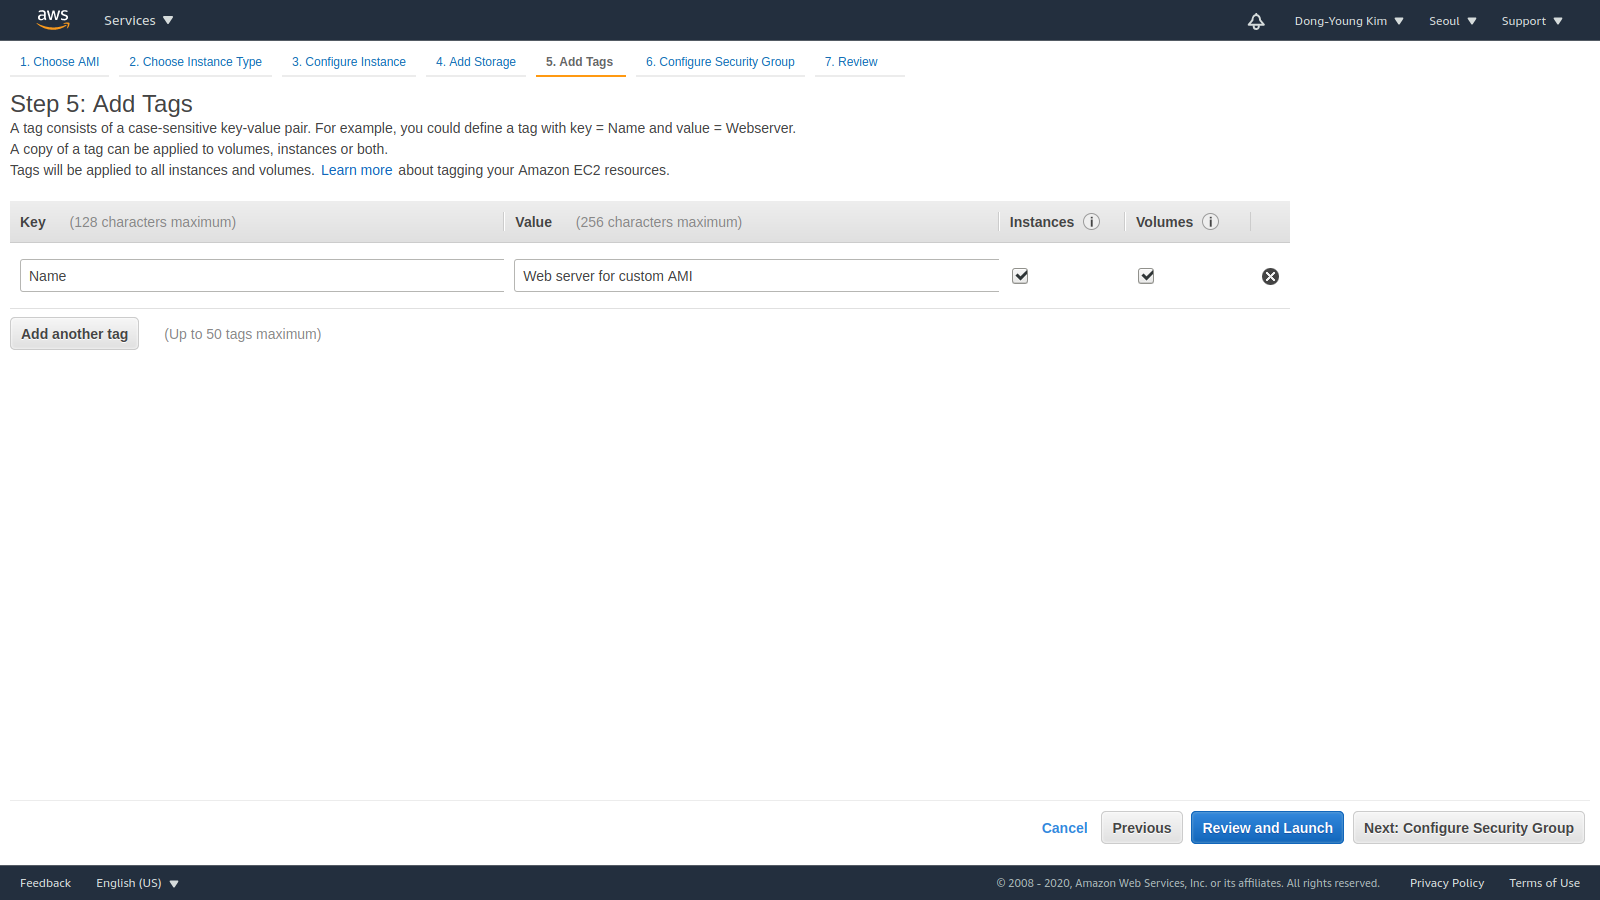 aws Services Dong-Young Kim Seoul Support
1. Choose AMI 2. Choose Instance Type 3. Configure Instance 4. Add Storage 5. Add Tags 6. Configure Security Group 7. Review
Step 5: Add Tags
A tag consists of a case-sensitive key-value pair. For example, you could define a tag with key = Name and value = Webserver.
A copy of a tag can be applied to volumes, instances or both.
Tags will be applied to all instances and volumes. Learn more about tagging your Amazon EC2 resources.
Key (128 characters maximum) Value (256 characters maximum) Instances i Volumes i
Name Web server for custom AMI
Add another tag (Up to 50 tags maximum)
Cancel Previous Review and Launch Next: Configure Security Group
Feedback English (US) © 2008 - 2020, Amazon Web Services, Inc. or its affiliates. All rights reserved. Privacy Policy Terms of Use